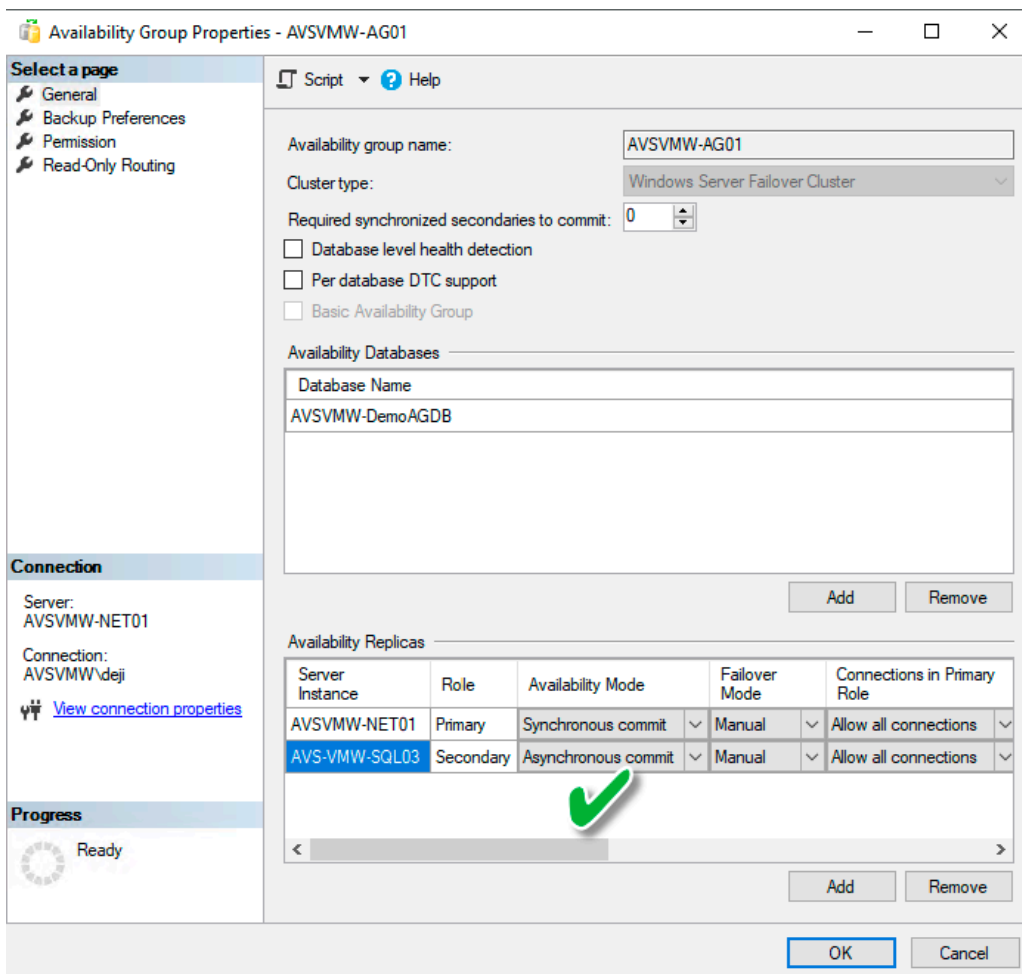 Availability Group Properties - AVSVMW-AG01
Select a page
General
Backup Preferences
Permission
Read-Only Routing
Script
Help
Availability group name:
AVSVMW-AG01
Cluster type:
Windows Server Failover Cluster
Required synchronized secondaries to commit:
0
Database level health detection
Per database DTC support
Basic Availability Group
Availability Databases
Database Name
AVSVMW-DemoAGDB
Add
Remove
Connection
Server:
AVSVMW-NET01
Connection:
AVSVMW\deji
View connection properties
Progress
Ready
Availability Replicas
Server Instance
Role
Availability Mode
Failover Mode
Connections in Primary Role
AVSVMW-NET01
Primary
Synchronous commit
Manual
Allow all connections
AVS-VMW-SQL03
Secondary
Asynchronous commit
Manual
Allow all connections
Add
Remove
OK
Cancel